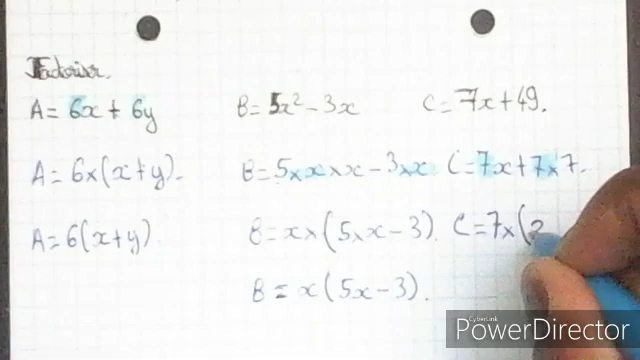 Factoriser.
A = 6x + 6y
B = 5x² - 3x
C = 7x + 49.
A = 6×(x+y).
B = 5×x×x - 3×x
C = 7x + 7×7.
A = 6(x+y)
B = x×(5×x-3).
C = 7×(
B = x(5x-3).
CyberLink
PowerDirector